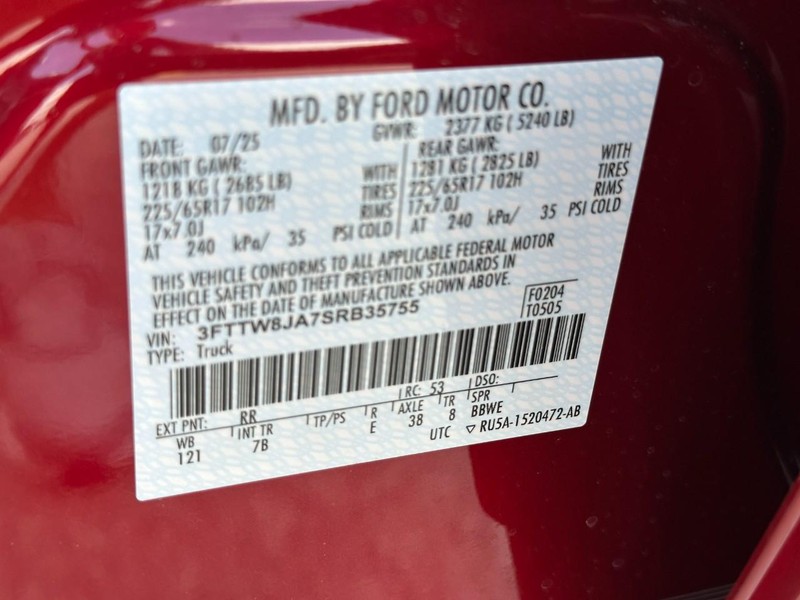 MFD. BY FORD MOTOR CO.
DATE: 07/25 GVWR: 2377 KG ( 5240 LB)
FRONT GAWR: REAR GAWR:
1218 KG ( 2685 LB) WITH 1281 KG ( 2825 LB) WITH
225/65R17 102H TIRES 225/65R17 102H TIRES
17x7.0J RIMS 17x7.0J RIMS
AT 240 kPa/ 35 PSI COLD AT 240 kPa/ 35 PSI COLD
THIS VEHICLE CONFORMS TO ALL APPLICABLE FEDERAL MOTOR
VEHICLE SAFETY AND THEFT PREVENTION STANDARDS IN
EFFECT ON THE DATE OF MANUFACTURE SHOWN ABOVE.
VIN: 3FTTW8JA7SRB35755 F0204
TYPE: Truck T0505
EXT PNT: RR RC: 53 DSO:
WB INT TR TP/PS R AXLE TR SPR
121 7B E 38 8 BBWE
UTC ▽ RU5A-1520472-AB